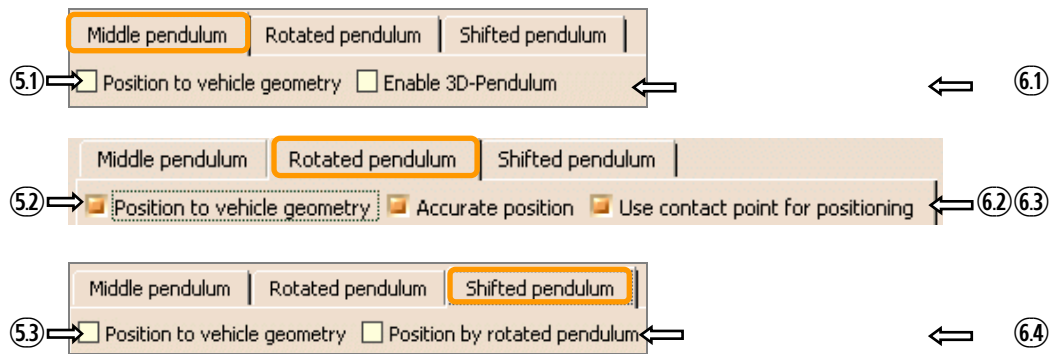 Middle pendulum Rotated pendulum Shifted pendulum
5.1 Position to vehicle geometry Enable 3D-Pendulum 6.1
Middle pendulum Rotated pendulum Shifted pendulum
5.2 Position to vehicle geometry Accurate position Use contact point for positioning 6.2 6.3
Middle pendulum Rotated pendulum Shifted pendulum
5.3 Position to vehicle geometry Position by rotated pendulum 6.4